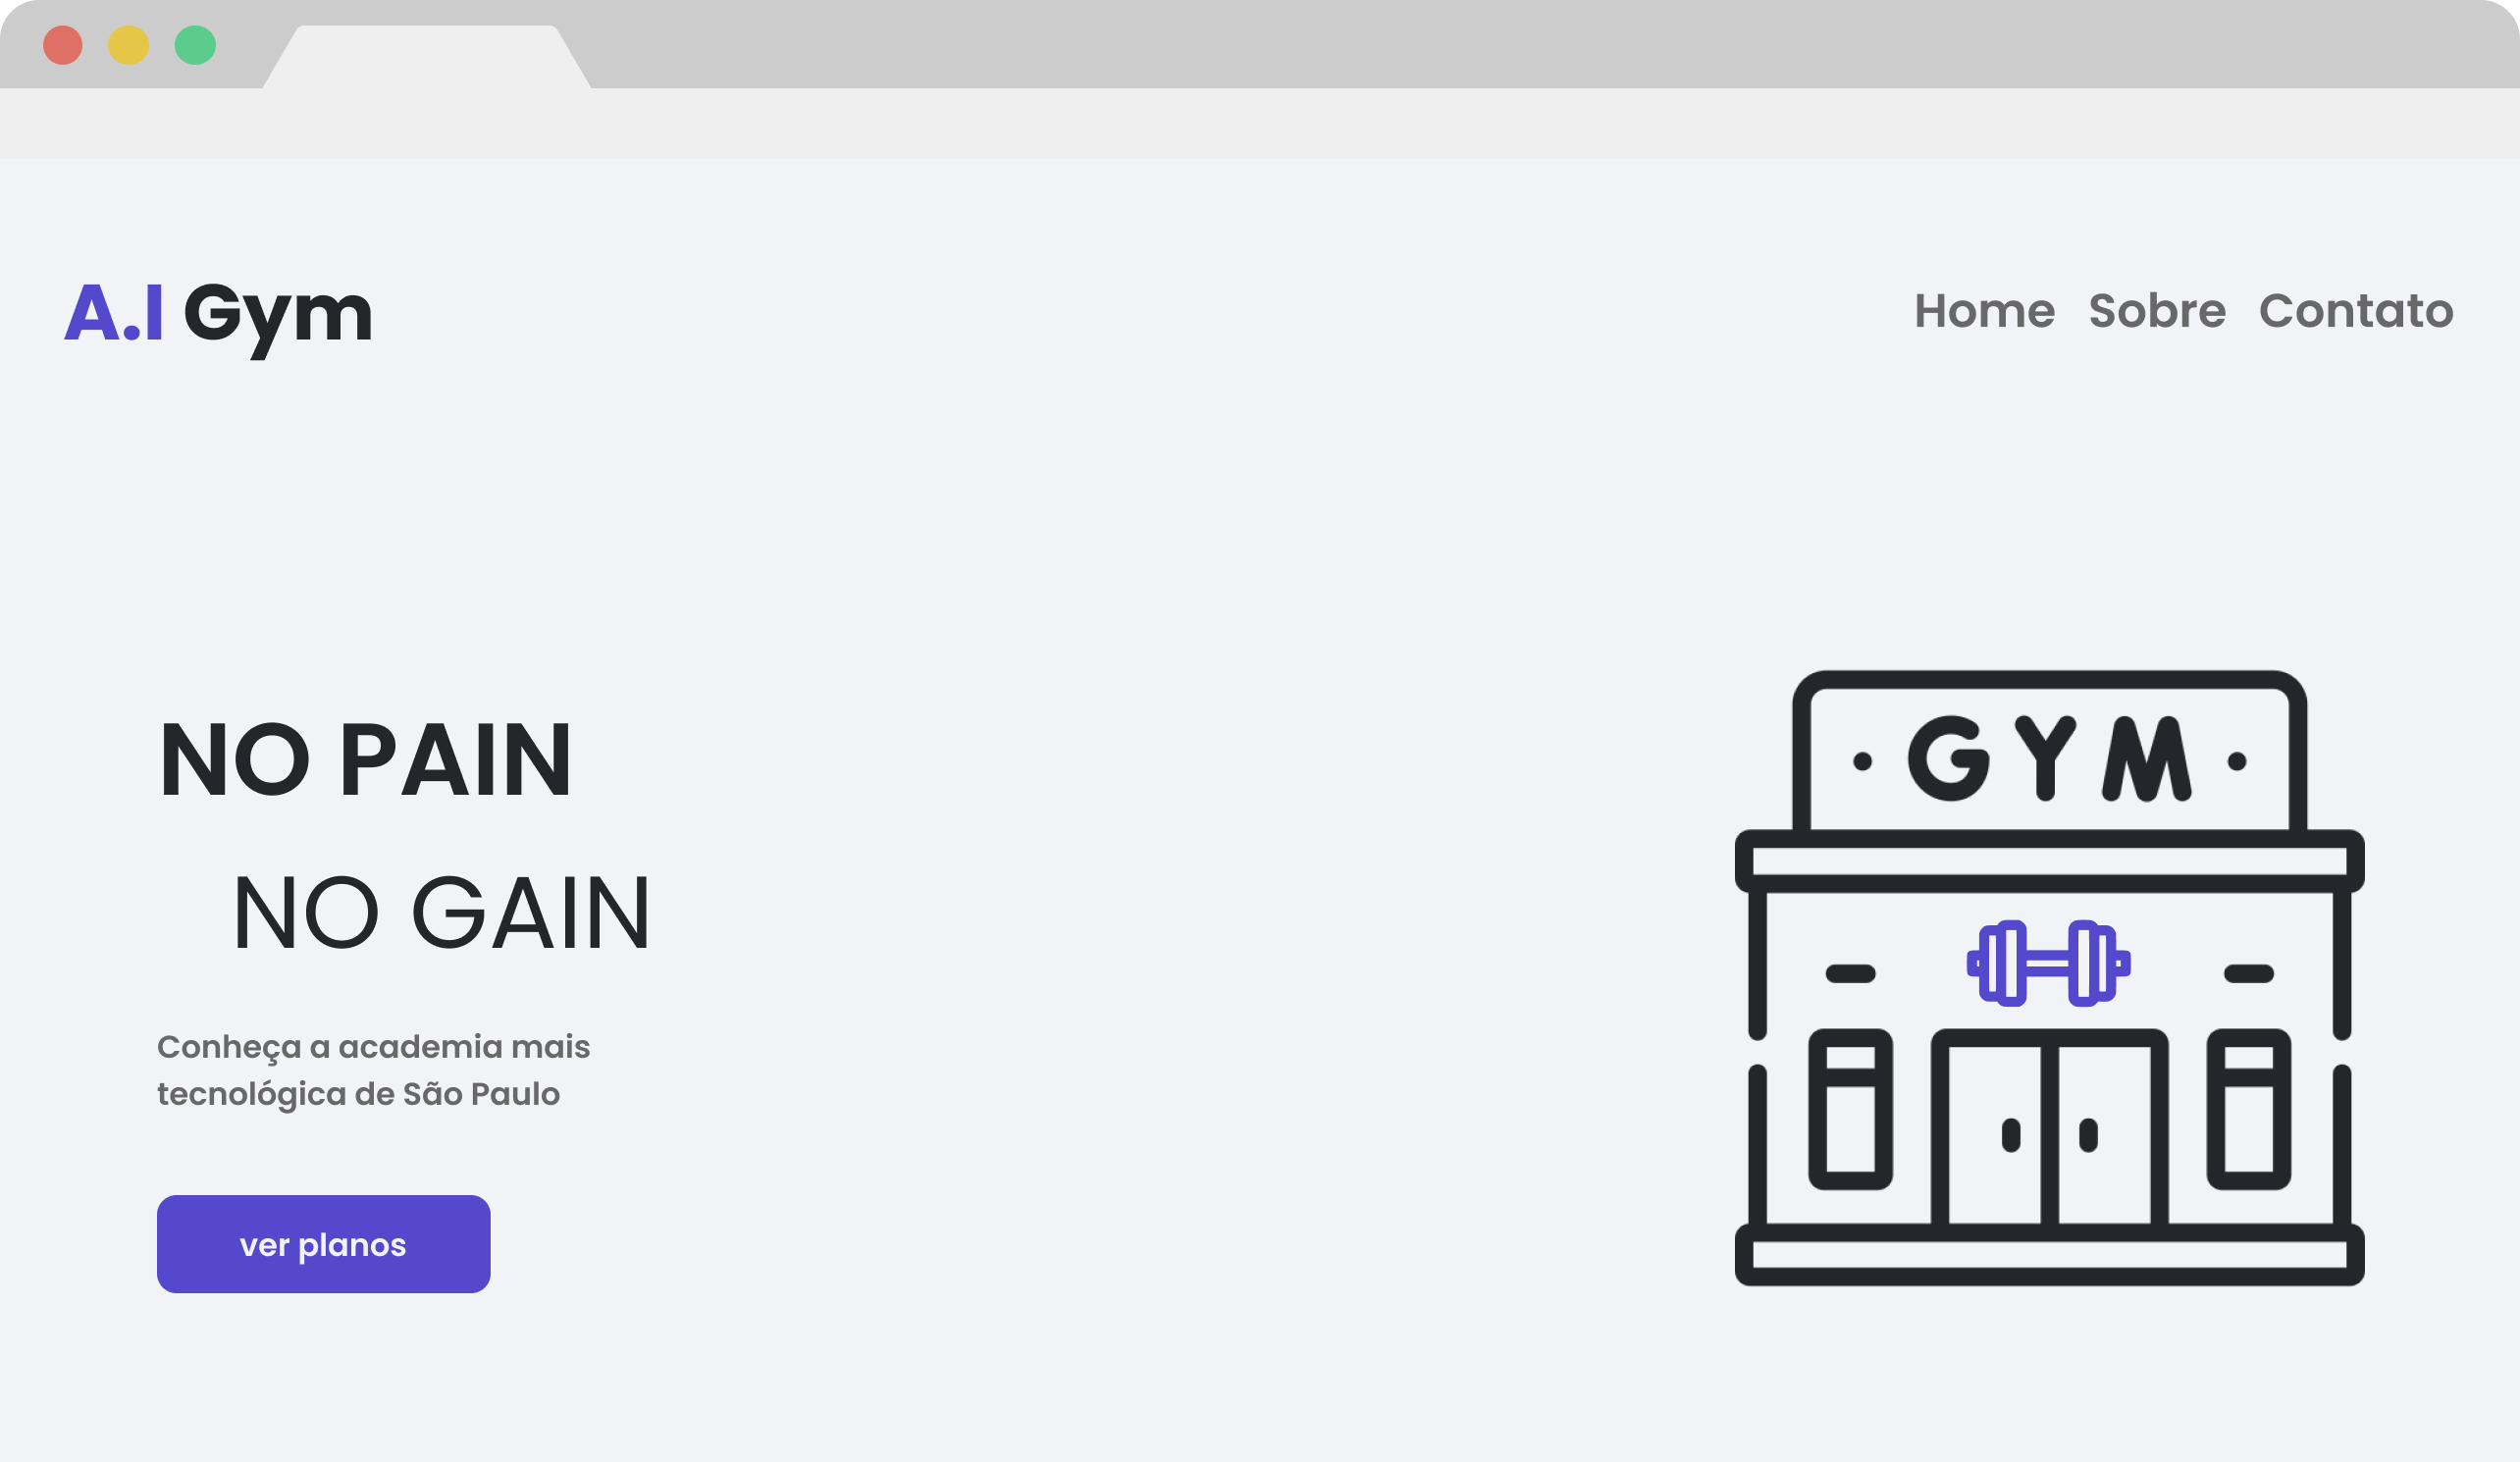 A.I Gym
Home Sobre Contato
GYM
NO PAIN
NO GAIN
Conheça a academia mais
tecnológica de São Paulo
ver planos